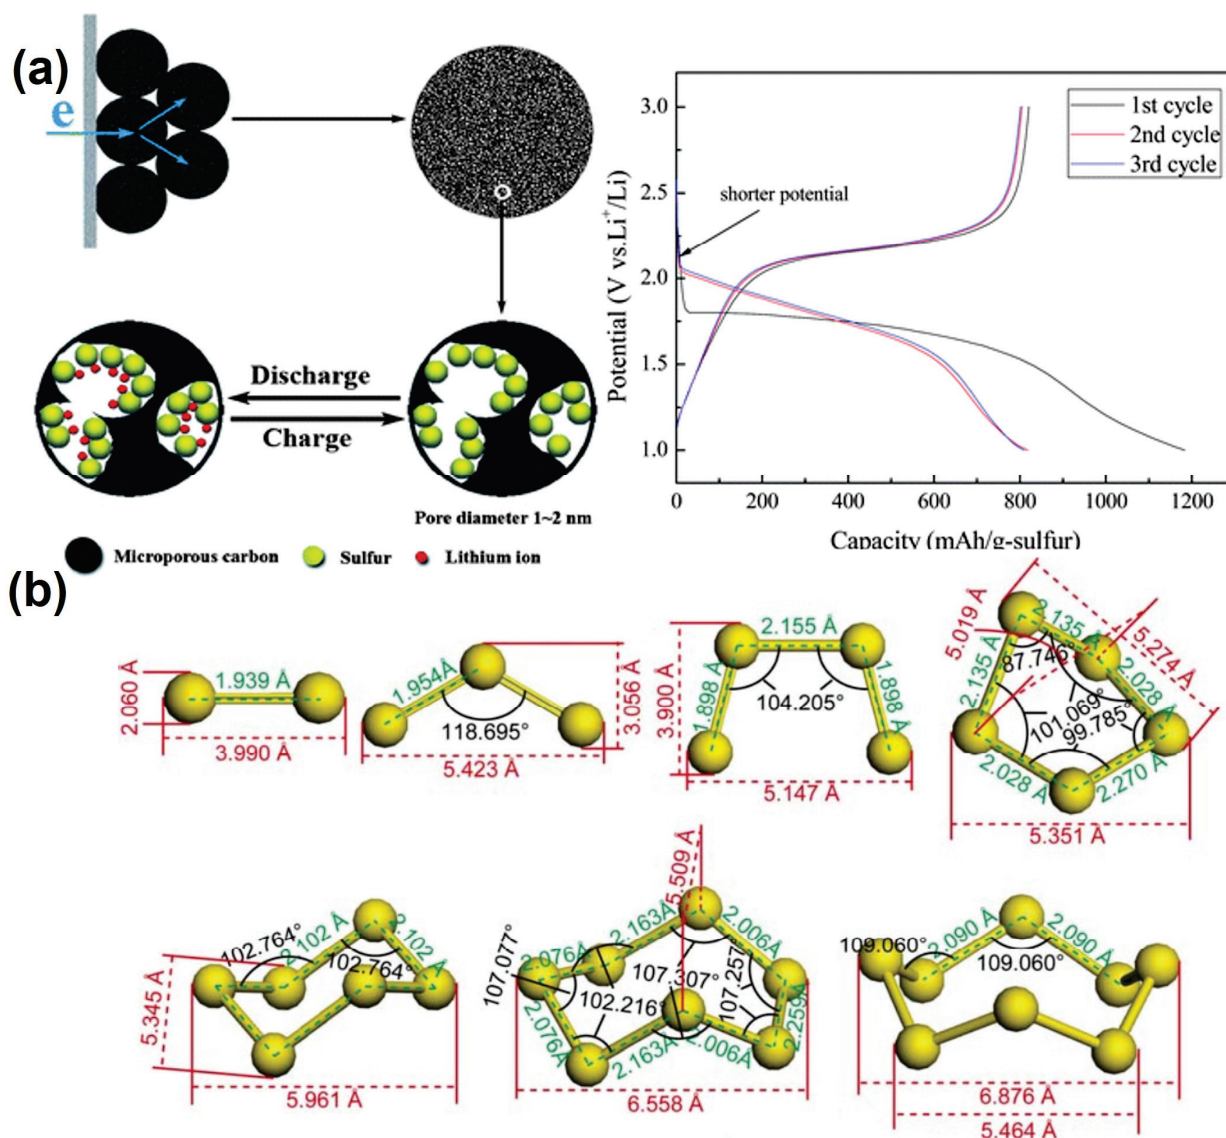 (a)
e
Discharge
Charge
Pore diameter 1~2 nm
Microporous carbon
Sulfur
Lithium ion
1st cycle
2nd cycle
3rd cycle
shorter potential
Potential (V vs.Li⁺/Li)
3.0
2.5
2.0
1.5
1.0
0
200
400
600
800
1000
1200
Capacity (mAh/g-sulfur)
(b)
2.060 Å
1.939 Å
3.990 Å
1.954Å
118.695°
3.056 Å
5.423 Å
3.900 Å
2.155 Å
1.898 Å
1.898 Å
104.205°
5.147 Å
5.019 Å
2.135 Å
5.274 Å
87.746°
2.135 Å
2.028 Å
101.069°
99.785°
2.028 Å
2.270 Å
5.351 Å
5.345 Å
102.764°
2.102 Å
2.102 Å
102.764°
5.961 Å
5.509 Å
107.077°
2.076Å
2.163Å
2.006Å
107.307°
107.257°
102.216°
2.076Å
2.163Å
2.006Å
2.259Å
6.558 Å
109.060°
2.090 Å
2.090 Å
109.060°
6.876 Å
5.464 Å